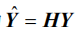 Ŷ = HY